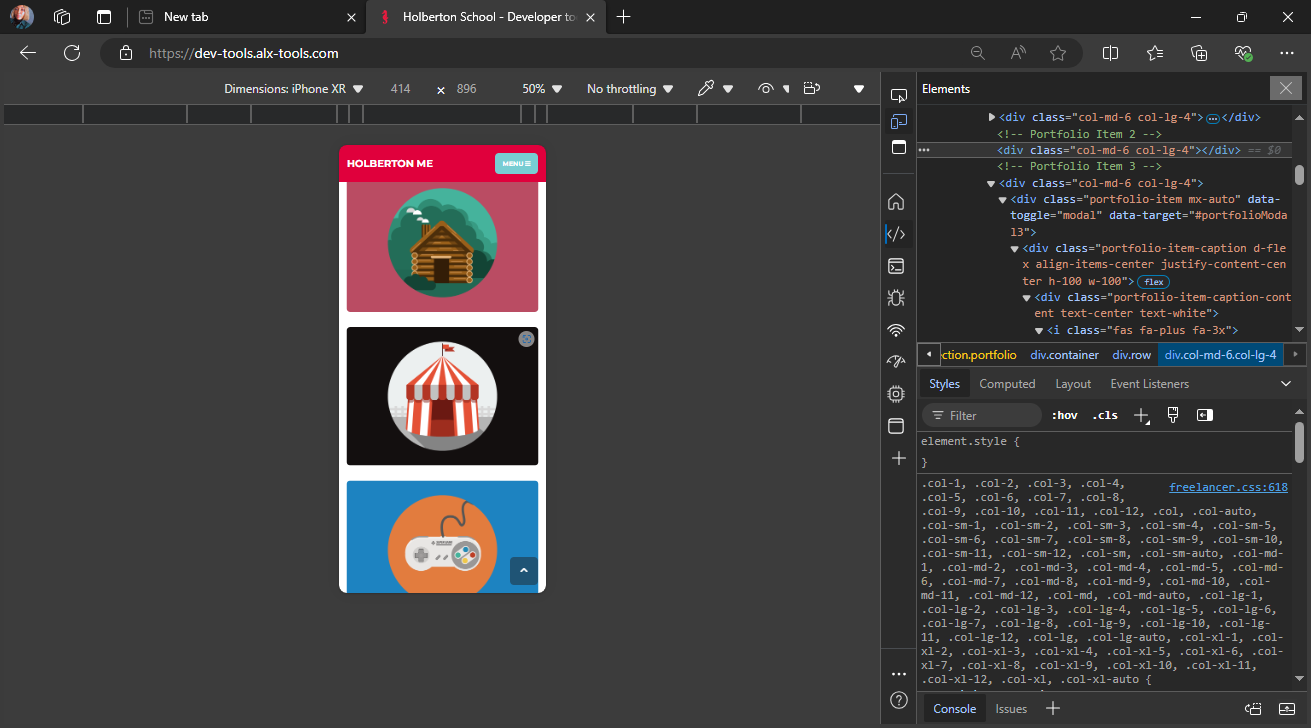 New tab
Holberton School - Developer to
https://dev-tools.alx-tools.com
Dimensions: iPhone XR
414
×
896
50%
No throttling
HOLBERTON ME
MENU
Elements
<div class="col-md-6 col-lg-4">…</div>
<!-- Portfolio Item 2 -->
<div class="col-md-6 col-lg-4"></div> == $0
<!-- Portfolio Item 3 -->
<div class="col-md-6 col-lg-4">
<div class="portfolio-item mx-auto" data-
toggle="modal" data-target="#portfolioModa
l3">
<div class="portfolio-item-caption d-fle
x align-items-center justify-content-cen
ter h-100 w-100"> flex
<div class="portfolio-item-caption-cont
ent text-center text-white">
<i class="fas fa-plus fa-3x">
ection.portfolio div.container div.row div.col-md-6.col-lg-4
Styles Computed Layout Event Listeners
Filter :hov .cls
element.style {
}
.col-1, .col-2, .col-3, .col-4, freelancer.css:618
.col-5, .col-6, .col-7, .col-8,
.col-9, .col-10, .col-11, .col-12, .col, .col-auto,
.col-sm-1, .col-sm-2, .col-sm-3, .col-sm-4, .col-sm-5,
.col-sm-6, .col-sm-7, .col-sm-8, .col-sm-9, .col-sm-10,
.col-sm-11, .col-sm-12, .col-sm, .col-sm-auto, .col-md-
1, .col-md-2, .col-md-3, .col-md-4, .col-md-5, .col-md-
6, .col-md-7, .col-md-8, .col-md-9, .col-md-10, .col-
md-11, .col-md-12, .col-md, .col-md-auto, .col-lg-1,
.col-lg-2, .col-lg-3, .col-lg-4, .col-lg-5, .col-lg-6,
.col-lg-7, .col-lg-8, .col-lg-9, .col-lg-10, .col-lg-
11, .col-lg-12, .col-lg, .col-lg-auto, .col-xl-1, .col-
xl-2, .col-xl-3, .col-xl-4, .col-xl-5, .col-xl-6, .col-
xl-7, .col-xl-8, .col-xl-9, .col-xl-10, .col-xl-11,
.col-xl-12, .col-xl, .col-xl-auto {
Console Issues